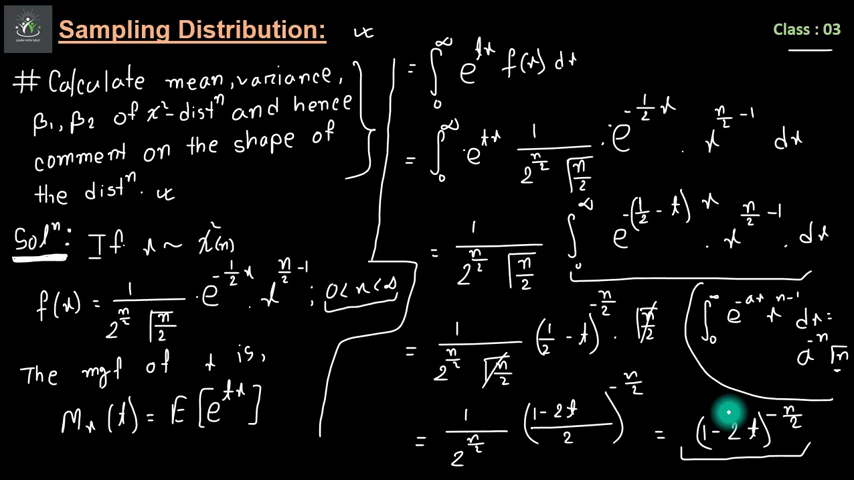 Sampling Distribution:
Class : 03
# Calculate mean, variance,
β₁, β₂ of x²-distⁿ and hence
comment on the shape of
the distⁿ.
Solⁿ: If x ~ x²(n)
f(x) = 1/(2^(n/2) Γ(n/2)) · e^(-(1/2)x) · x^(n/2 - 1) ; 0 < x < ∞
The mgf of x is,
Mₓ(t) = E[e^(tx)]
= ∫₀^∞ e^(tx) f(x) dx
= ∫₀^∞ · e^(tx) 1/(2^(n/2) Γ(n/2)) · e^(-(1/2)x) · x^(n/2 - 1) dx
= 1/(2^(n/2) Γ(n/2)) ∫₀^∞ e^(-(1/2 - t)x) · x^(n/2 - 1) · dx
= 1/(2^(n/2) Γ(n/2)) (1/2 - t)^(-n/2) · Γ(n/2)
∫₀^∞ e^(-ax) x^(n-1) dx =
a^(-n) Γ(n)
= 1/(2^(n/2)) ((1-2t)/2)^(-n/2) = (1-2t)^(-n/2)